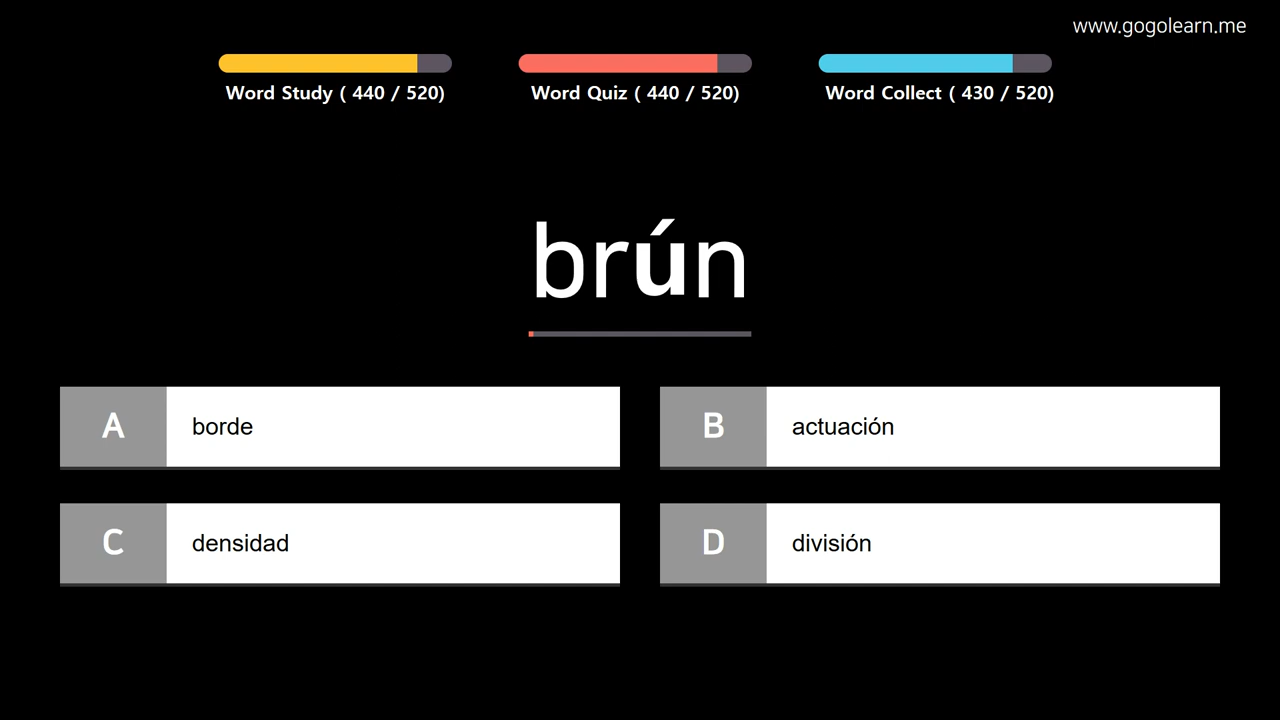 www.gogolearn.me
Word Study ( 440 / 520)
Word Quiz ( 440 / 520)
Word Collect ( 430 / 520)
brún
A borde
B actuación
C densidad
D división